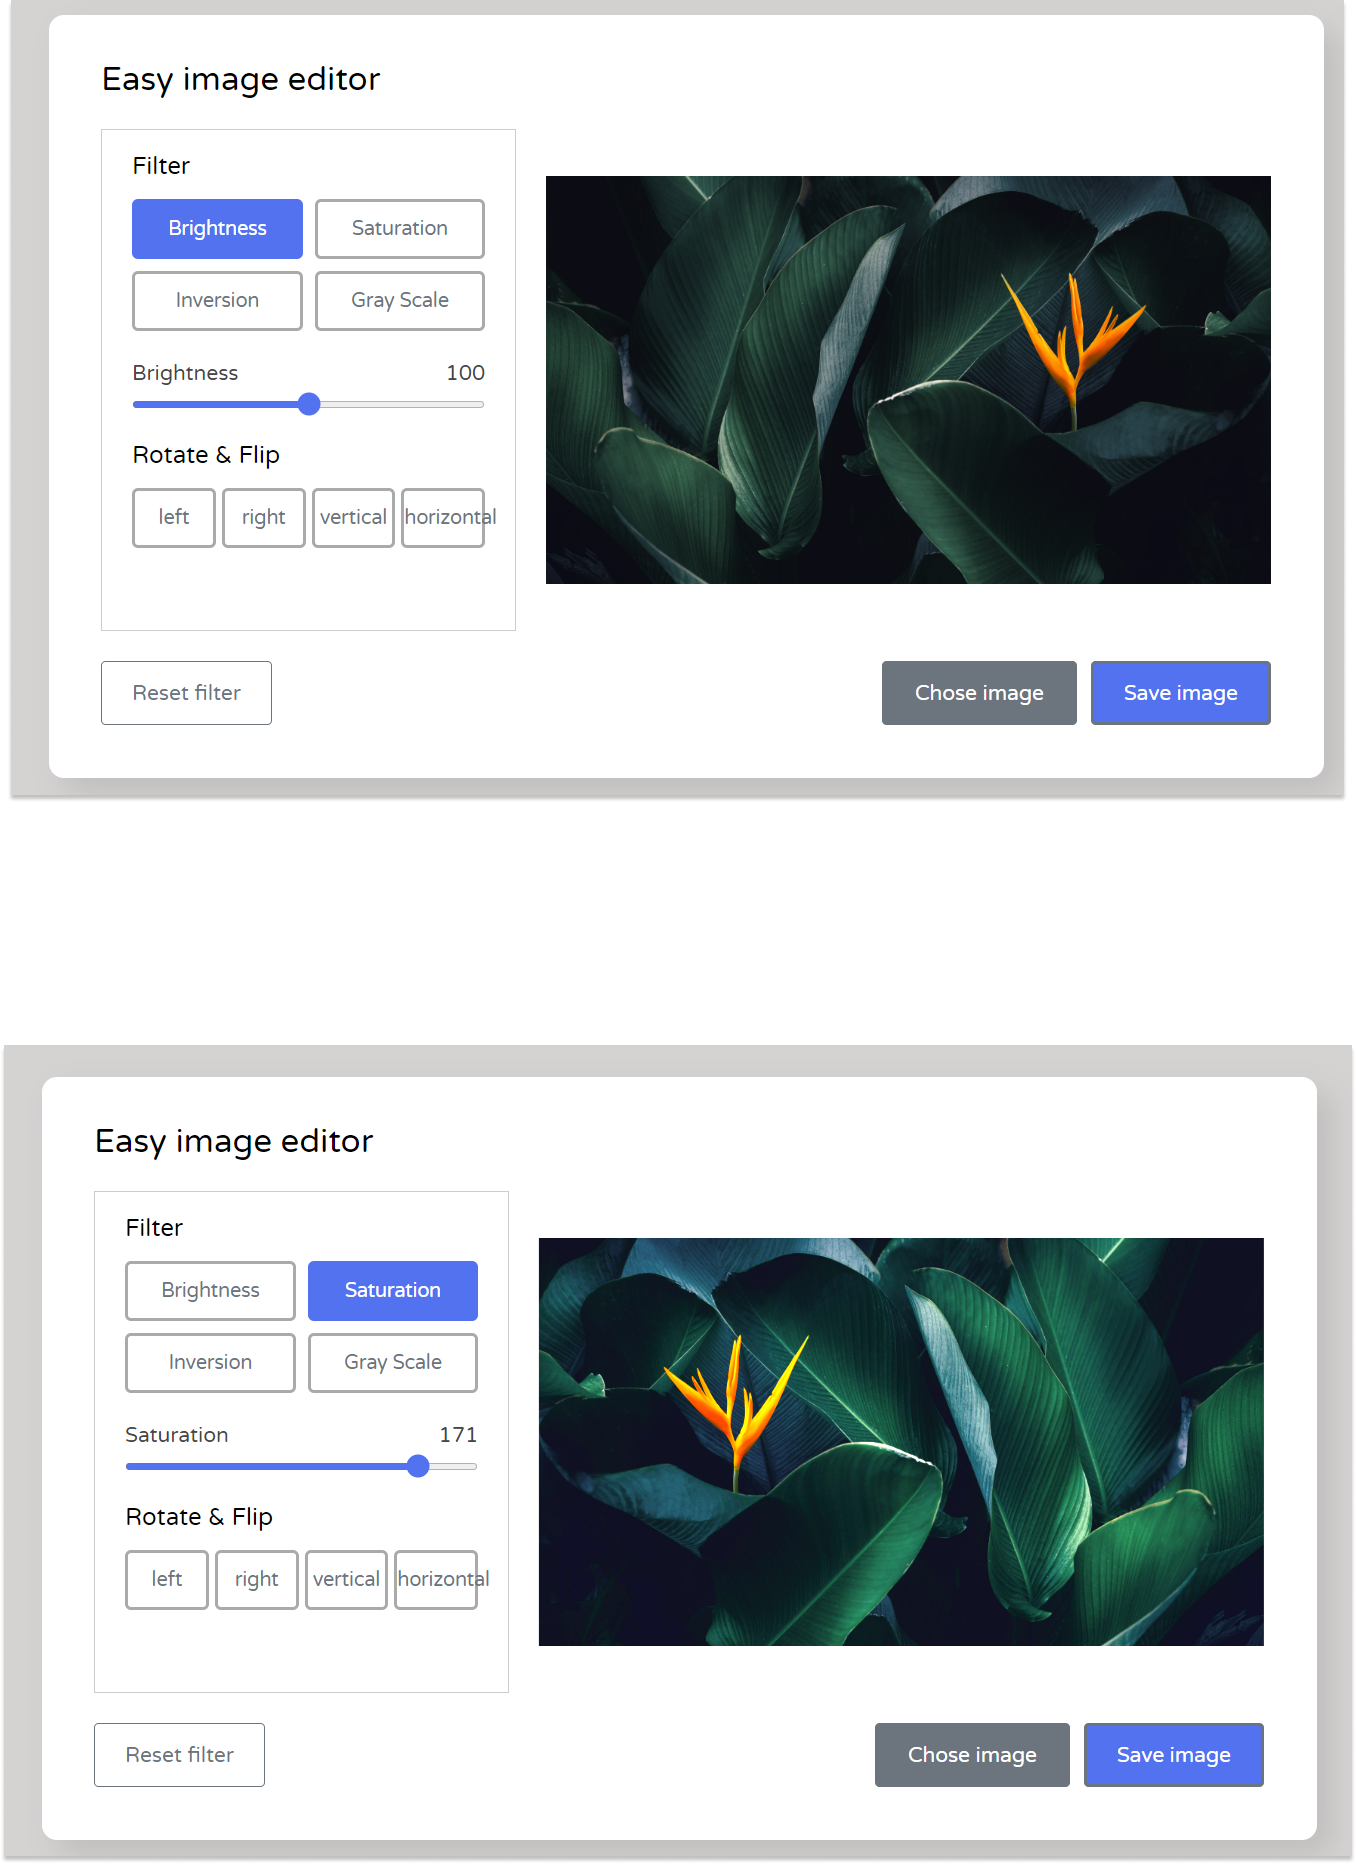 Easy image editor
Filter
Brightness Saturation
Inversion Gray Scale
Brightness 100
Rotate & Flip
left right vertical horizontal
Reset filter Chose image Save image
Easy image editor
Filter
Brightness Saturation
Inversion Gray Scale
Saturation 171
Rotate & Flip
left right vertical horizontal
Reset filter Chose image Save image